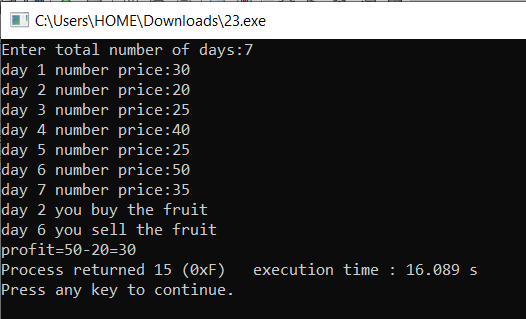 C:\Users\HOME\Downloads\23.exe
Enter total number of days:7
day 1 number price:30
day 2 number price:20
day 3 number price:25
day 4 number price:40
day 5 number price:25
day 6 number price:50
day 7 number price:35
day 2 you buy the fruit
day 6 you sell the fruit
profit=50-20=30
Process returned 15 (0xF)   execution time : 16.089 s
Press any key to continue.